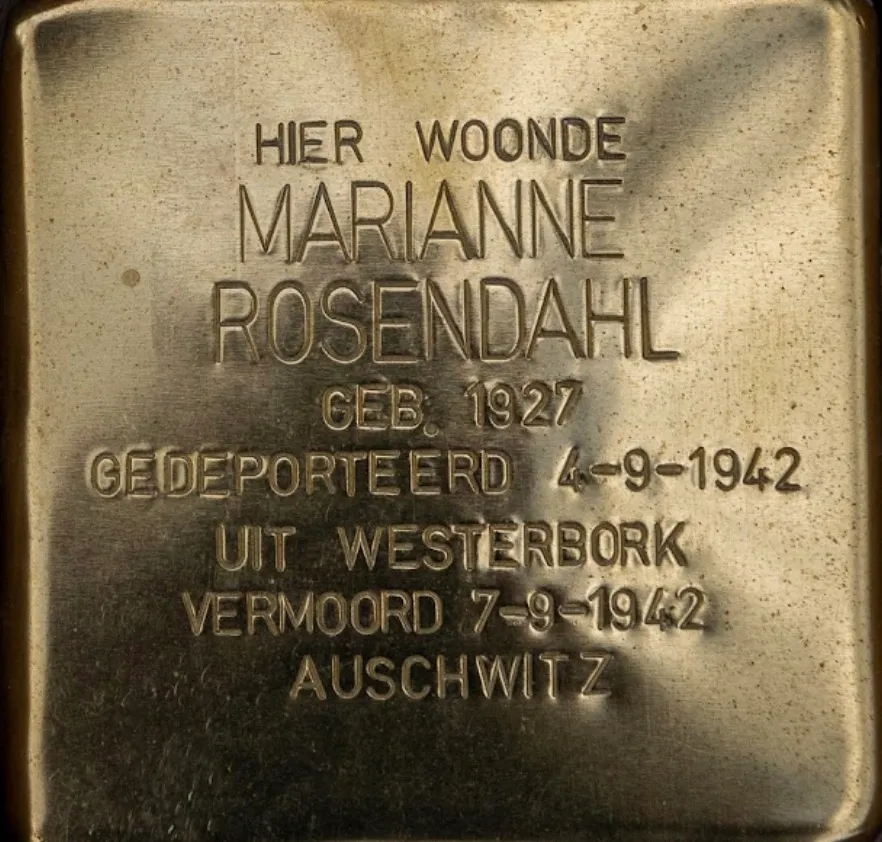 HIER WOONDE
MARIANNE
ROSENDAHL
GEB. 1927
GEDEPORTEERD 4-9-1942
UIT WESTERBORK
VERMOORD 7-9-1942
AUSCHWITZ